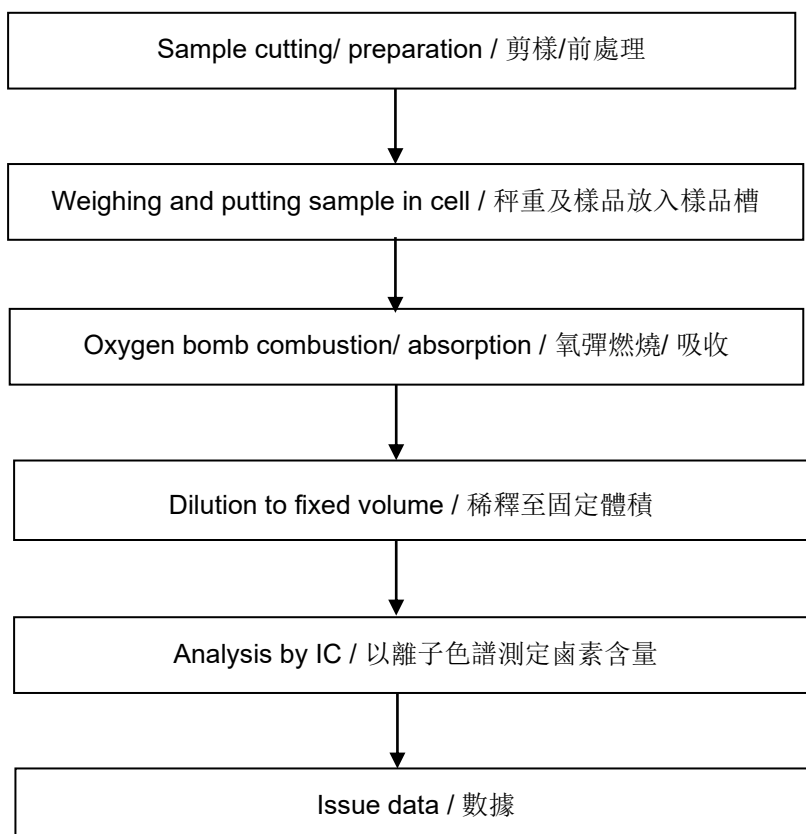 Sample cutting/ preparation / 剪樣/前處理
Weighing and putting sample in cell / 秤重及樣品放入樣品槽
Oxygen bomb combustion/ absorption / 氧彈燃燒/ 吸收
Dilution to fixed volume / 稀釋至固定體積
Analysis by IC / 以離子色譜測定鹵素含量
Issue data / 數據